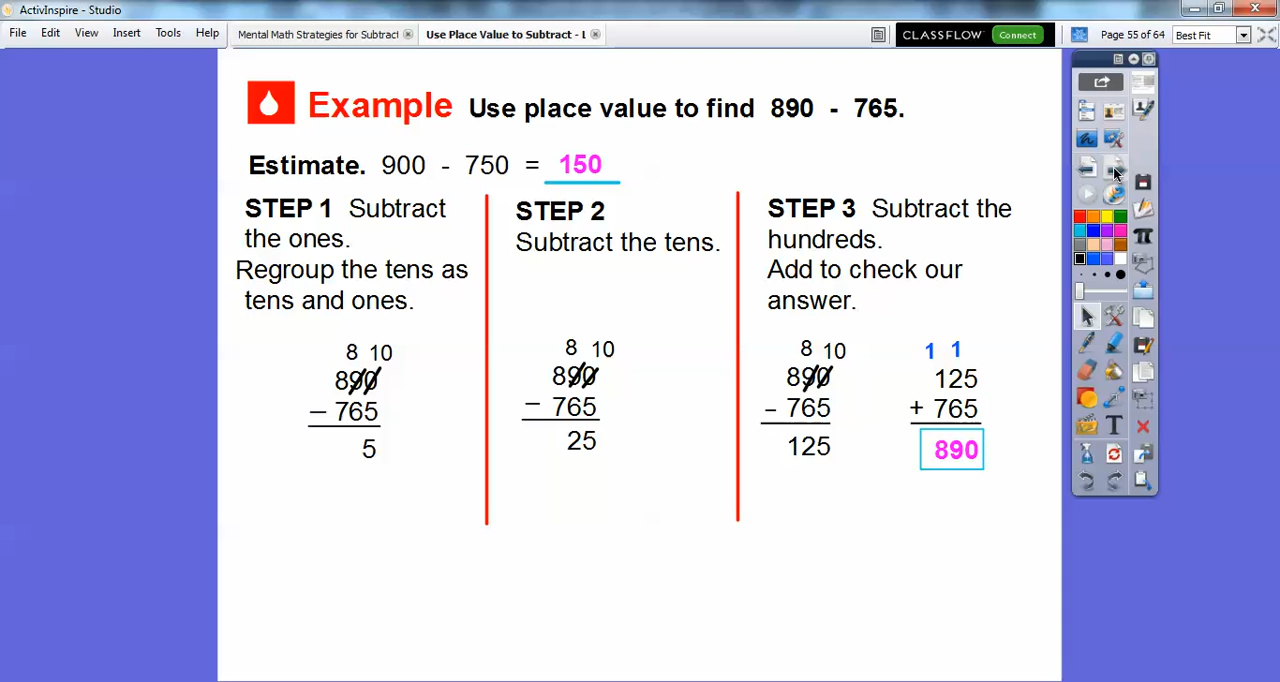 ActivInspire - Studio
File Edit View Insert Tools Help
Mental Math Strategies for Subtract
Use Place Value to Subtract - L
CLASSFLOW Connect
Page 55 of 64
Best Fit
Example Use place value to find 890 - 765.
Estimate. 900 - 750 = 150
STEP 1 Subtract
the ones.
Regroup the tens as
tens and ones.
8 10
890
- 765
5
STEP 2
Subtract the tens.
8 10
890
- 765
25
STEP 3 Subtract the
hundreds.
Add to check our
answer.
8 10
890
- 765
125
1 1
125
+ 765
890